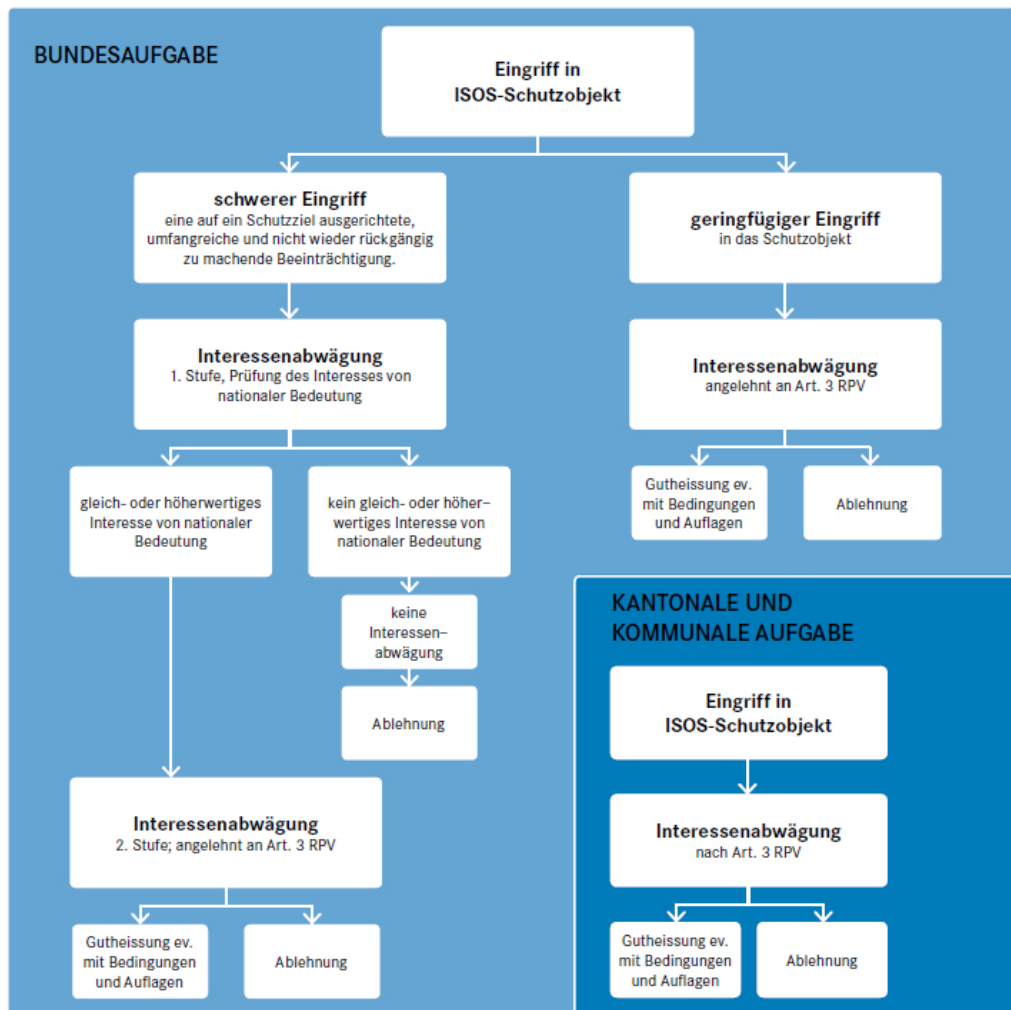 BUNDESAUFGABE
Eingriff in
ISOS-Schutzobjekt
schwerer Eingriff
eine auf ein Schutzziel ausgerichtete,
umfangreiche und nicht wieder rückgängig
zu machende Beeinträchtigung.
geringfügiger Eingriff
in das Schutzobjekt
Interessenabwägung
1. Stufe, Prüfung des Interesses von
nationaler Bedeutung
Interessenabwägung
angelehnt an Art. 3 RPV
gleich- oder höherwertiges
Interesse von nationaler
Bedeutung
kein gleich- oder höher–
wertiges Interesse von
nationaler Bedeutung
Gutheissung ev.
mit Bedingungen
und Auflagen
Ablehnung
keine
Interessen–
abwägung
Ablehnung
Interessenabwägung
2. Stufe; angelehnt an Art. 3 RPV
Gutheissung ev.
mit Bedingungen
und Auflagen
Ablehnung
KANTONALE UND
KOMMUNALE AUFGABE
Eingriff in
ISOS-Schutzobjekt
Interessenabwägung
nach Art. 3 RPV
Gutheissung ev.
mit Bedingungen
und Auflagen
Ablehnung